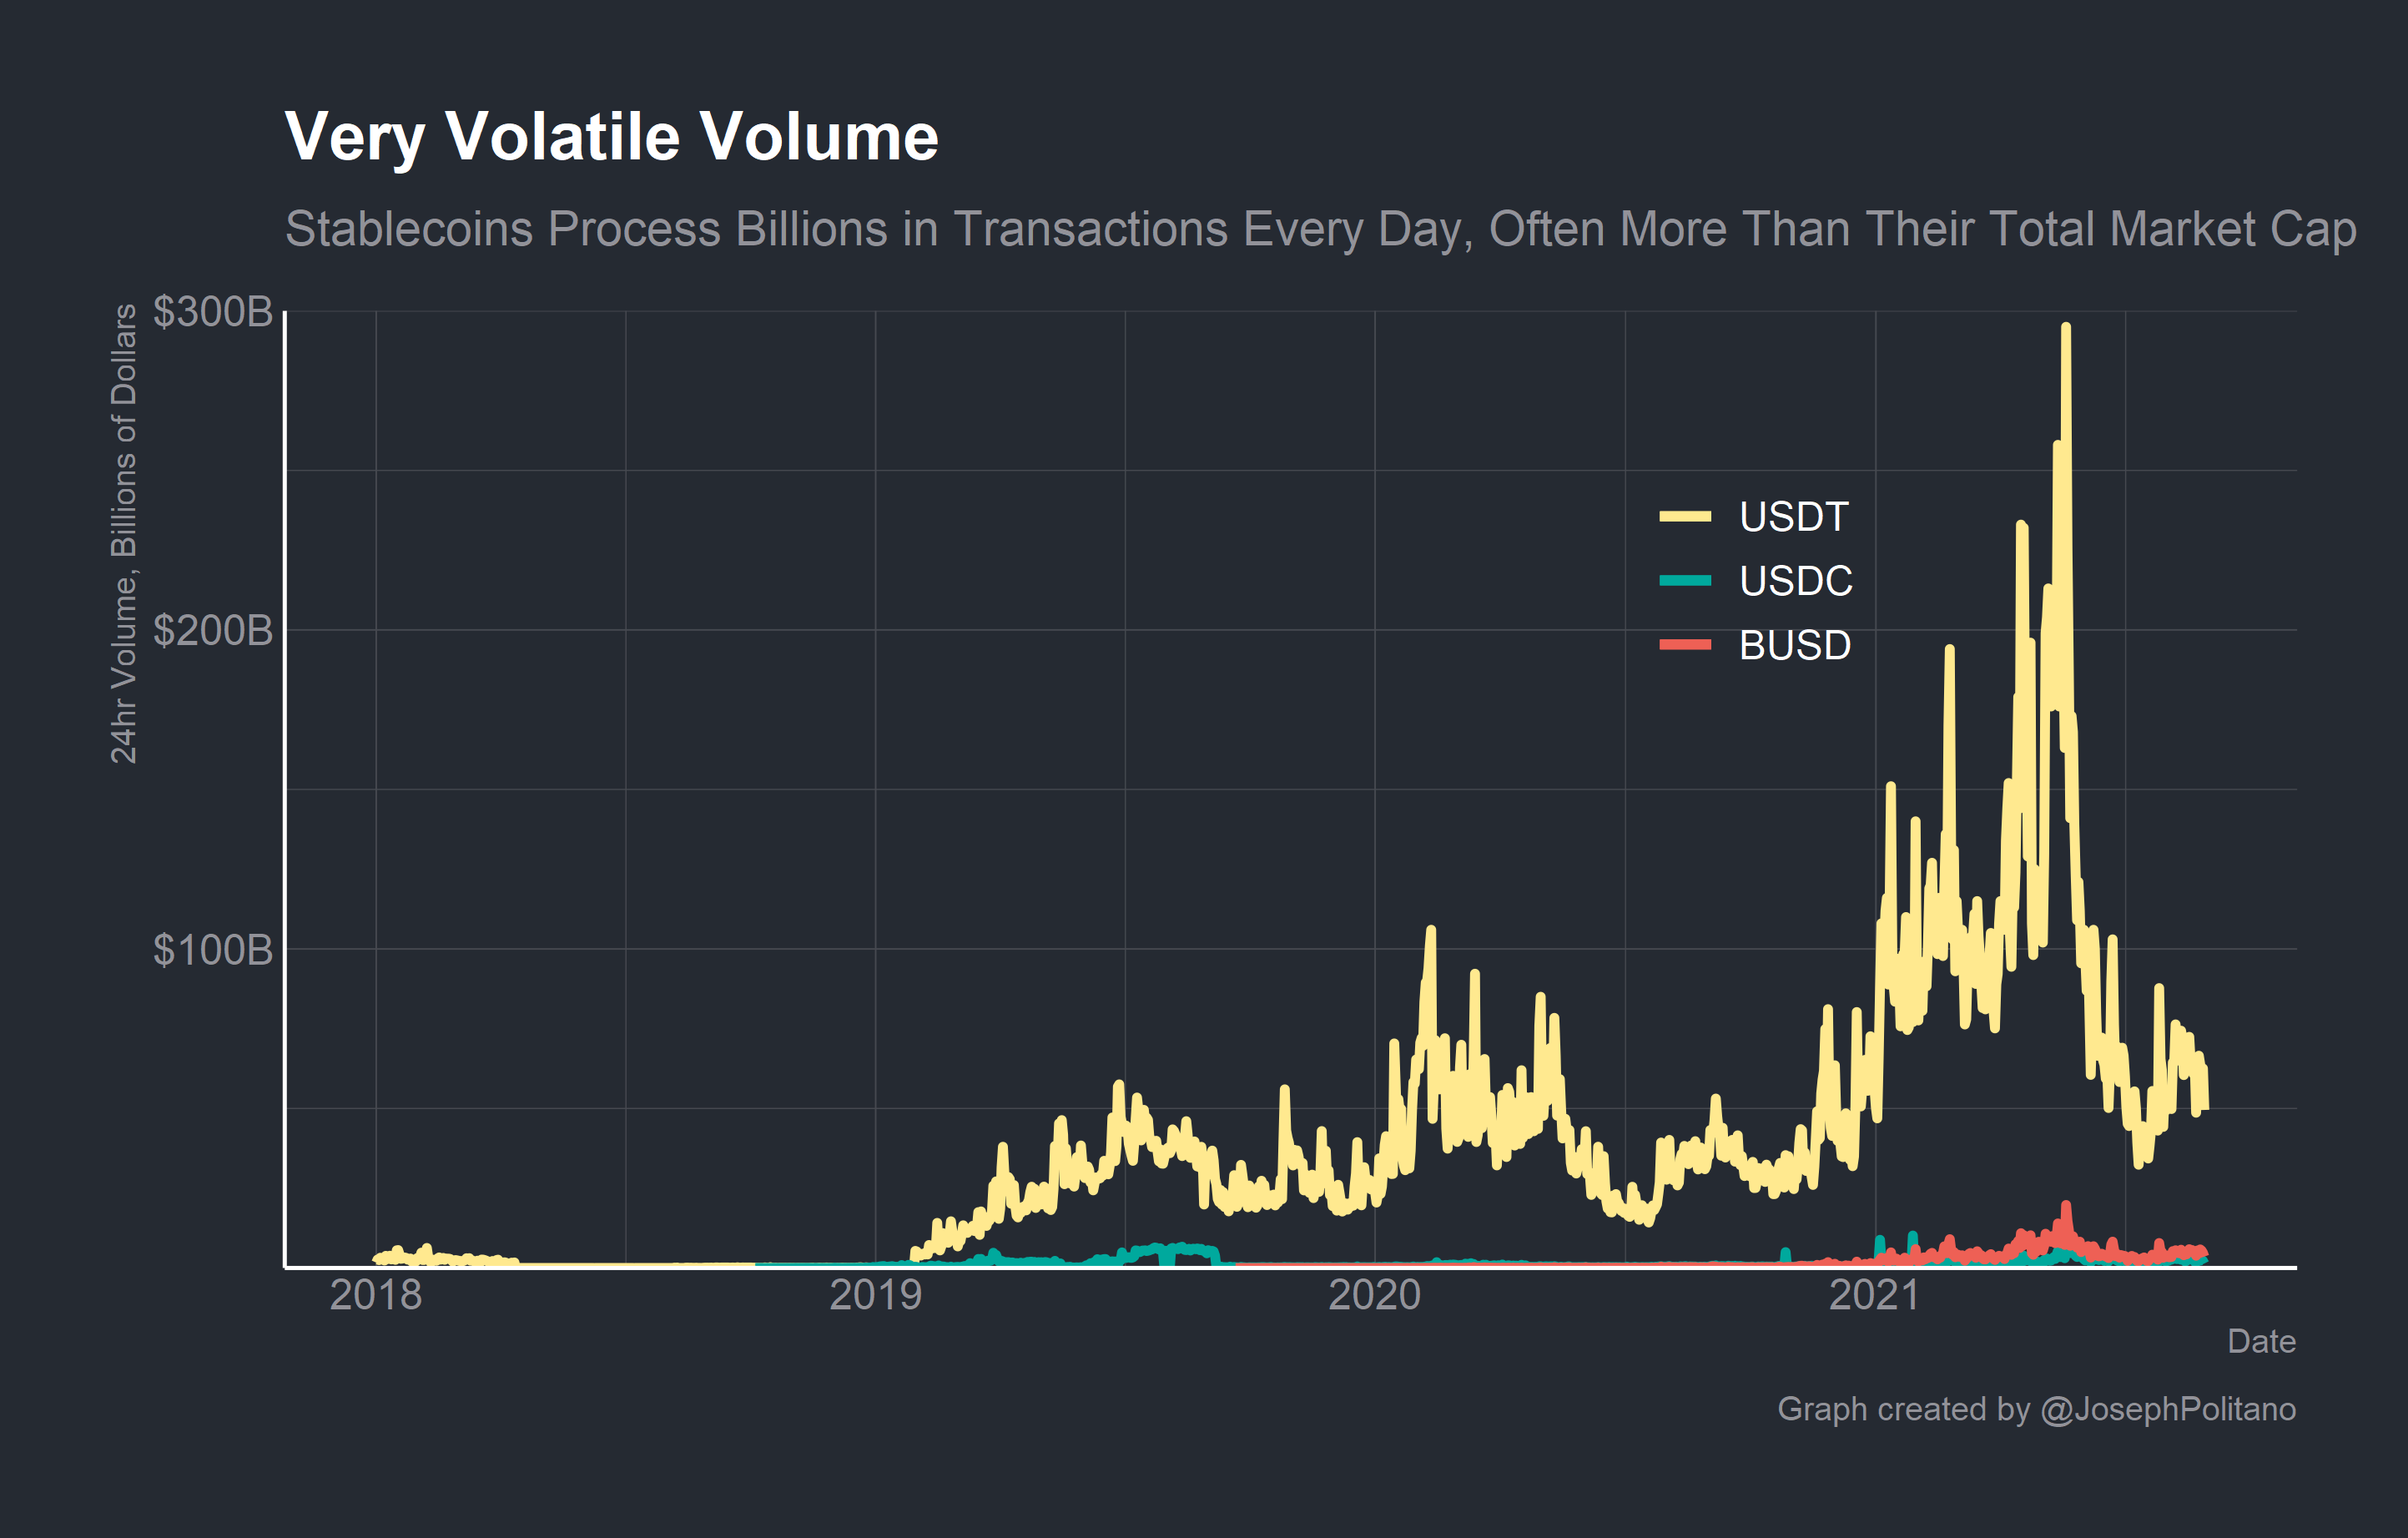 Very Volatile Volume
Stablecoins Process Billions in Transactions Every Day, Often More Than Their Total Market Cap
24hr Volume, Billions of Dollars
$300B
$200B
$100B
USDT
USDC
BUSD
2018 2019 2020 2021
Date
Graph created by @JosephPolitano